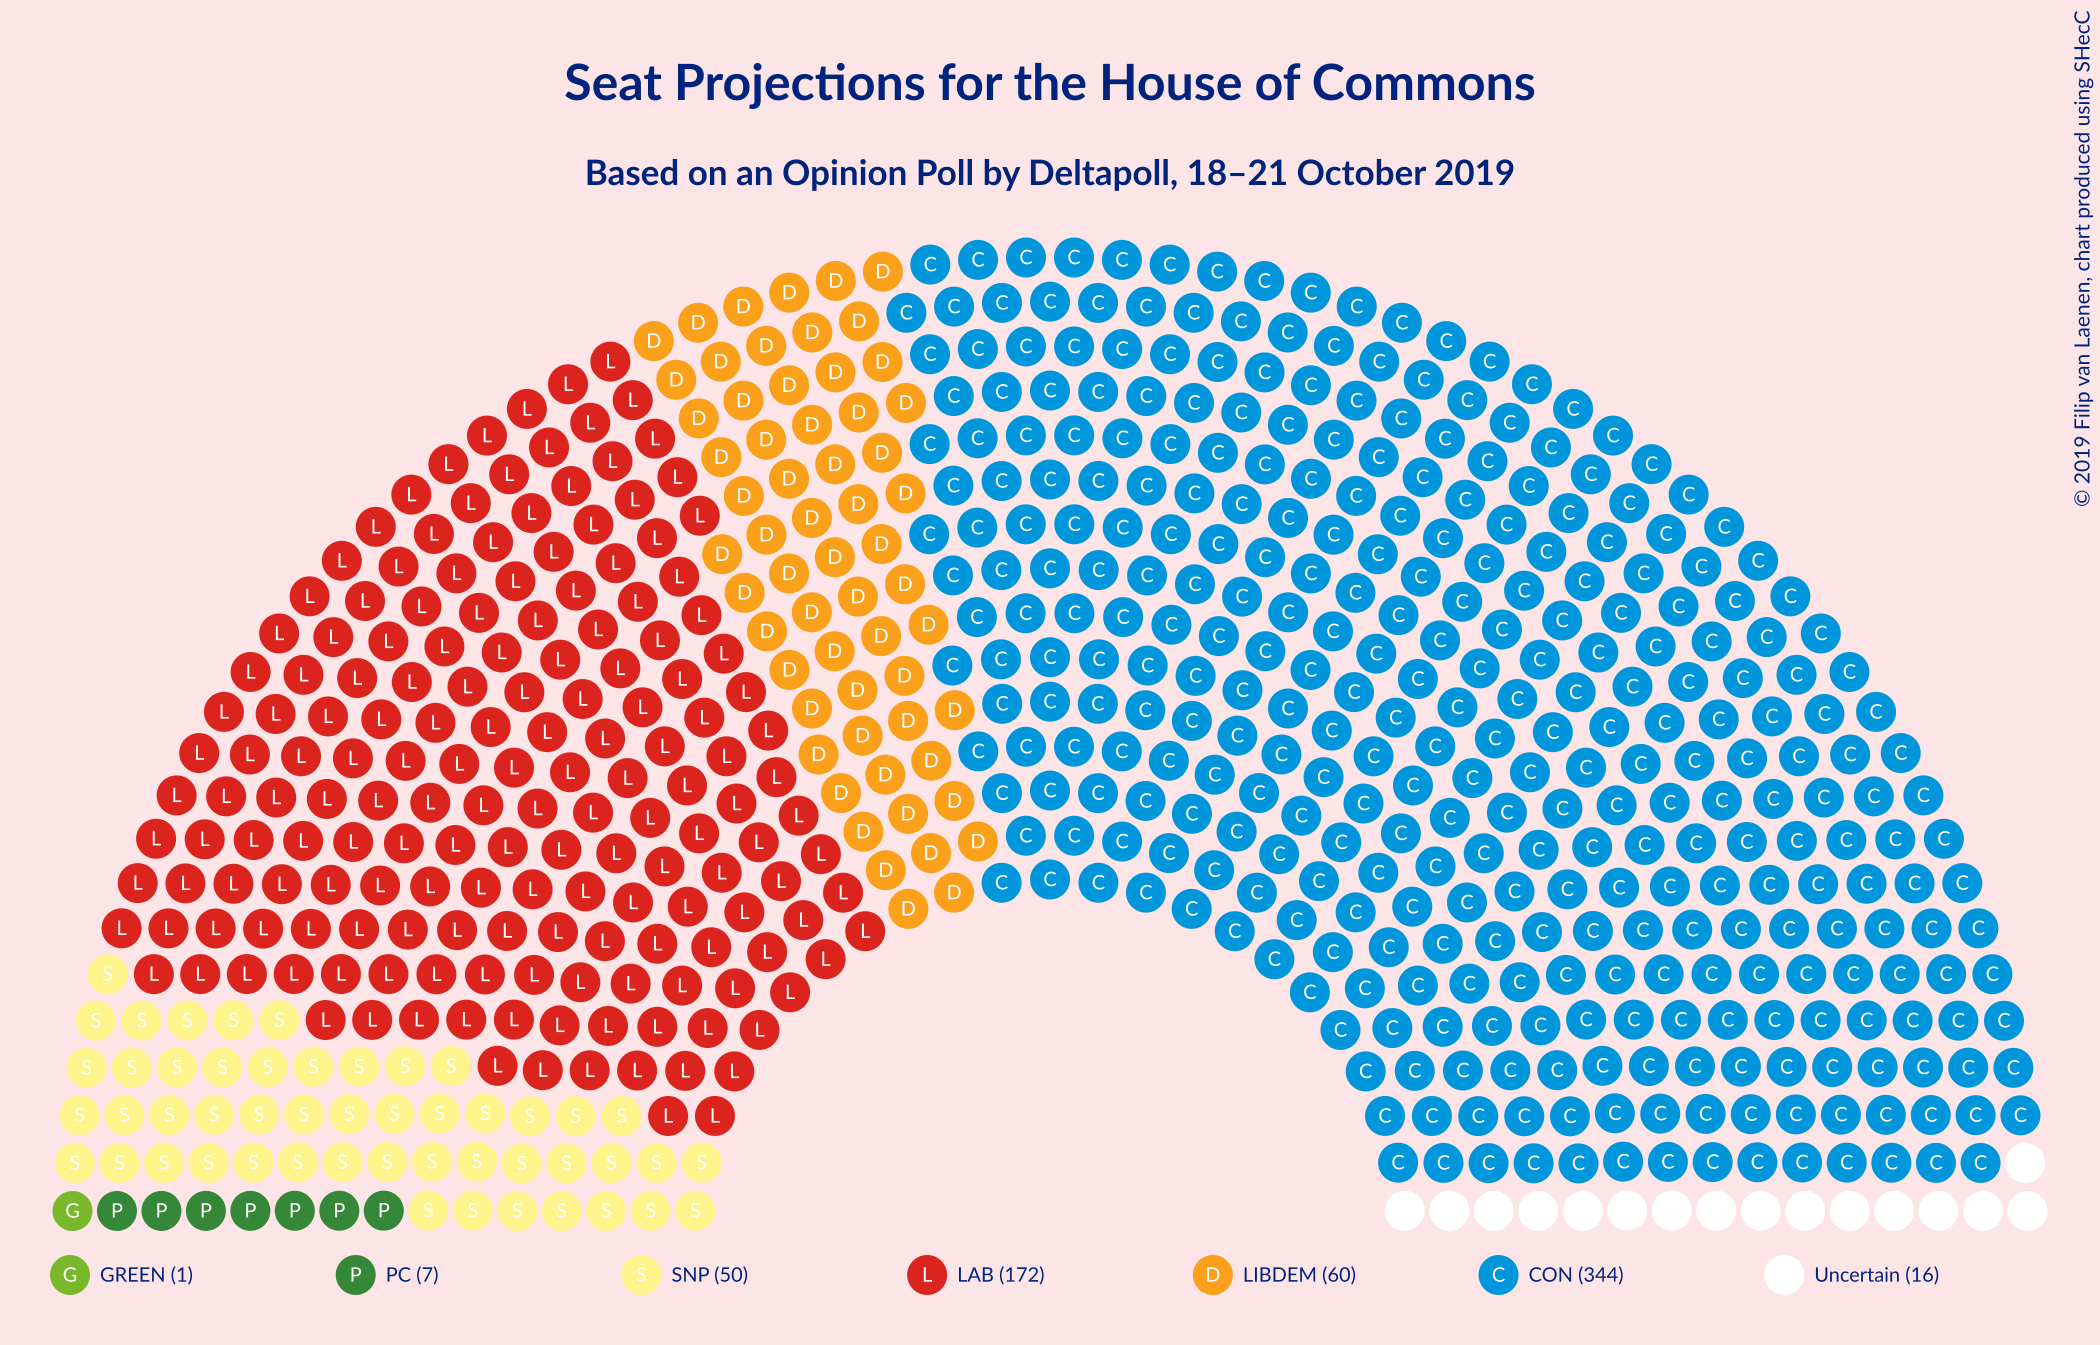 Seat Projections for the House of Commons
Based on an Opinion Poll by Deltapoll, 18–21 October 2019
© 2019 Filip van Laenen, chart produced using SHecC
G GREEN (1)
P PC (7)
S SNP (50)
L LAB (172)
D LIBDEM (60)
C CON (344)
Uncertain (16)